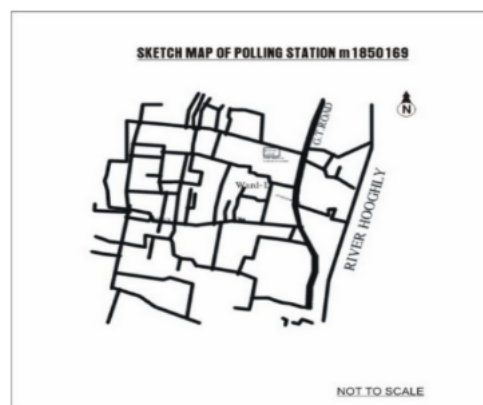 SKETCH MAP OF POLLING STATION m1850169
N
G.T ROAD
Ward-1
RIVER HOOGHLY
NOT TO SCALE